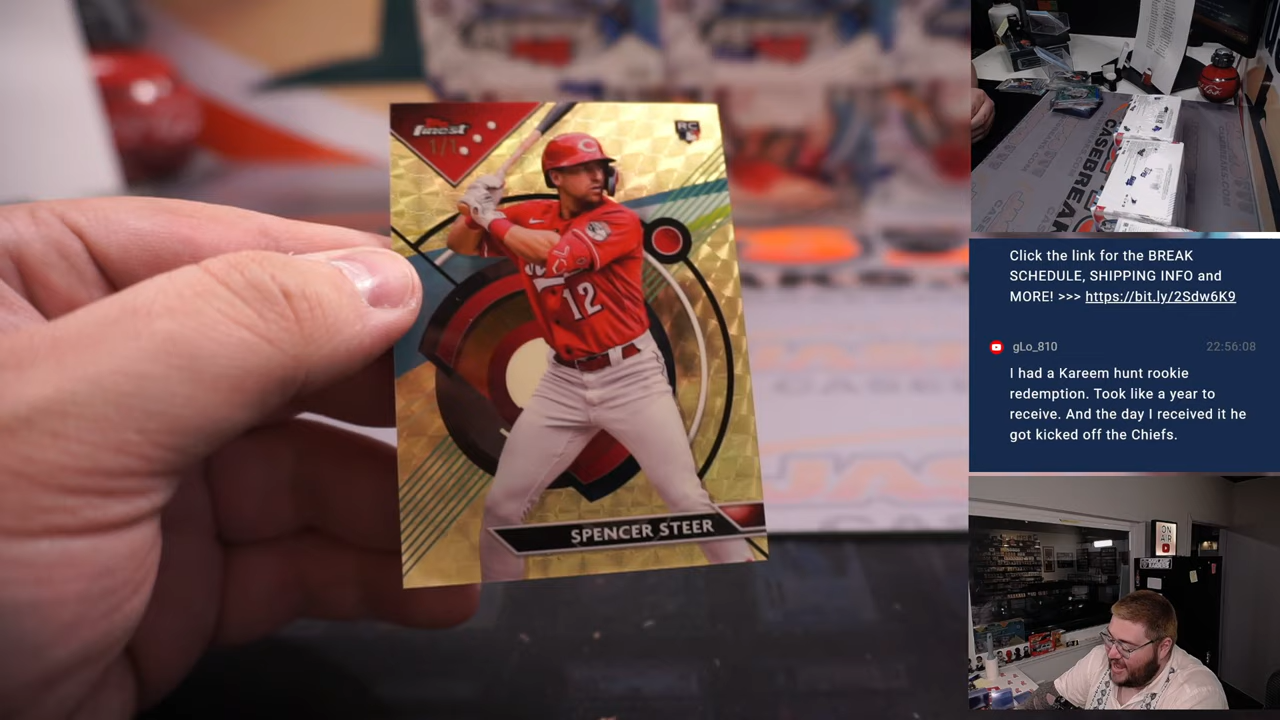 finest
1/1
RC
C
12
SPENCER STEER
CASEBREAK
ON
AIR
Click the link for the BREAK
SCHEDULE, SHIPPING INFO and
MORE! >>> https://bit.ly/2Sdw6K9
gLo_810 22:56:08
I had a Kareem hunt rookie
redemption. Took like a year to
receive. And the day I received it he
got kicked off the Chiefs.